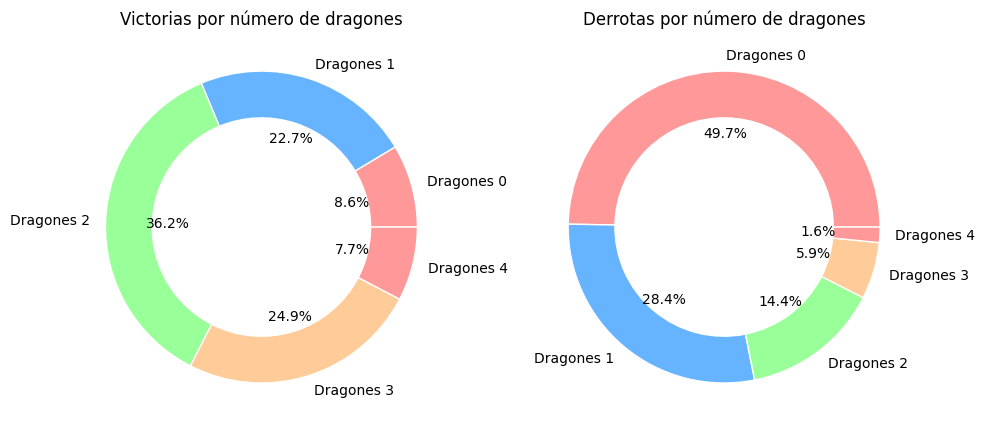 Victorias por número de dragones
Dragones 1
22.7%
Dragones 0
8.6%
Dragones 2
36.2%
7.7%
Dragones 4
24.9%
Dragones 3
Derrotas por número de dragones
Dragones 0
49.7%
1.6%
Dragones 4
5.9%
Dragones 3
28.4%
14.4%
Dragones 1
Dragones 2